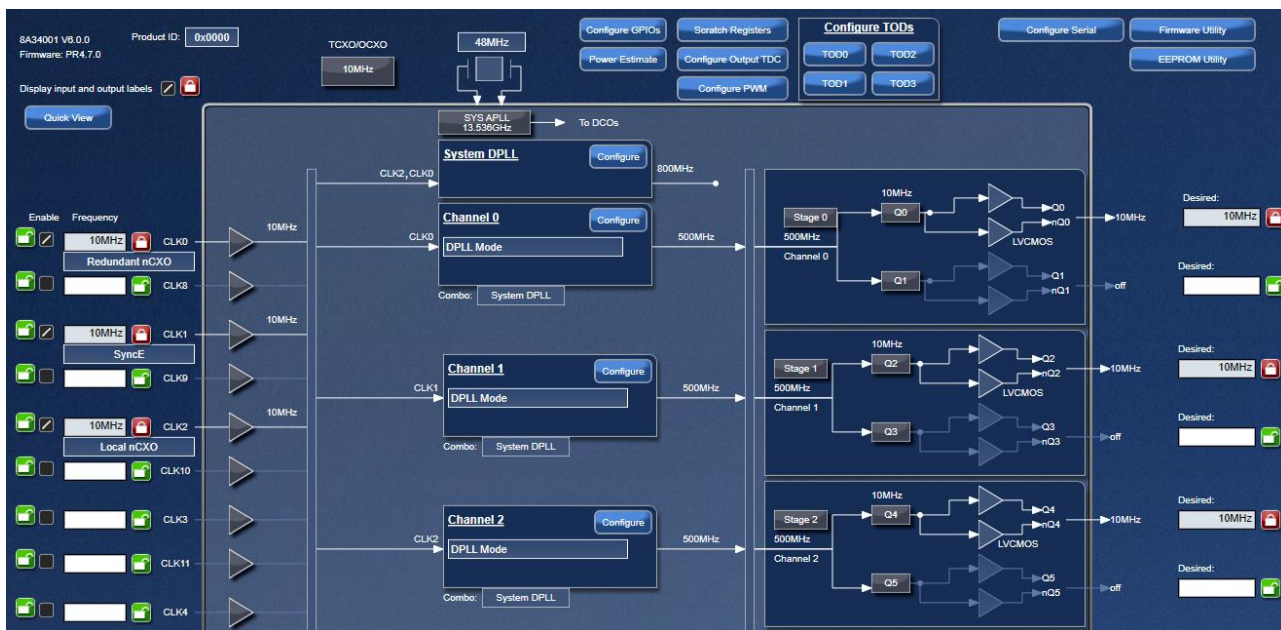 8A34001 V6.0.0
Product ID: 0x0000
Firmware: PR4.7.0
Display input and output labels
Quick View
TCXO/OCXO
10MHz
48MHz
SYS APLL
13.536GHz
To DCOs
Configure GPIOs
Scratch Registers
Power Estimate
Configure Output TDC
Configure PWM
Configure TODs
TOD0
TOD2
TOD1
TOD3
Configure Serial
Firmware Utility
EEPROM Utility
Enable Frequency
10MHz CLK0
10MHz
Redundant nCXO
CLK8
10MHz CLK1
10MHz
SyncE
CLK9
10MHz CLK2
10MHz
Local nCXO
CLK10
CLK3
CLK11
CLK4
System DPLL
Configure
CLK2,CLK0
800MHz
Channel 0
Configure
CLK0
DPLL Mode
500MHz
Combo: System DPLL
Channel 1
Configure
CLK1
DPLL Mode
500MHz
Combo: System DPLL
Channel 2
Configure
CLK2
DPLL Mode
500MHz
Combo: System DPLL
Stage 0
500MHz
Channel 0
10MHz
Q0
Q0
nQ0
LVCMOS
10MHz
Q1
Q1
nQ1
off
Desired:
10MHz
Desired:
Stage 1
500MHz
Channel 1
10MHz
Q2
Q2
nQ2
LVCMOS
10MHz
Q3
Q3
nQ3
off
Desired:
10MHz
Desired:
Stage 2
500MHz
Channel 2
10MHz
Q4
Q4
nQ4
LVCMOS
10MHz
Q5
Q5
nQ5
off
Desired:
10MHz
Desired: